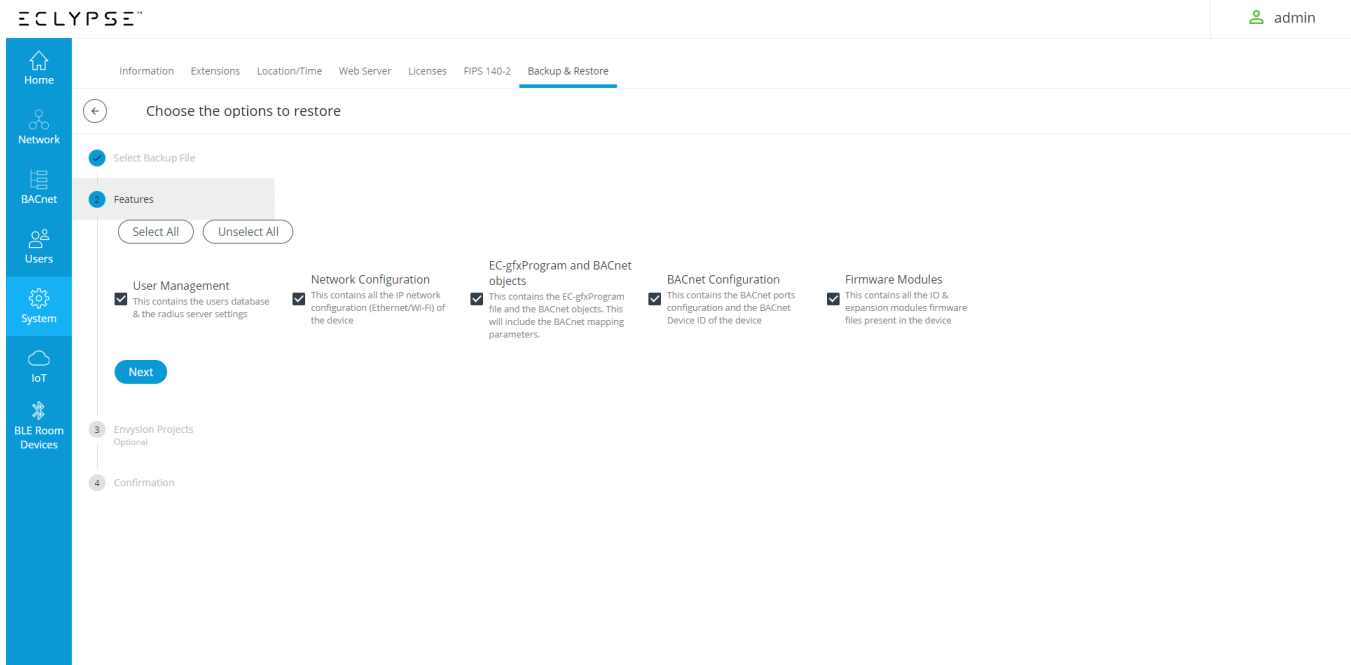 ECLYPSE™
admin
Home
Network
BACnet
Users
System
IoT
BLE Room
Devices
Information Extensions Location/Time Web Server Licenses FIPS 140-2 Backup & Restore
Choose the options to restore
Select Backup File
2 Features
Select All Unselect All
User Management
This contains the users database
& the radius server settings
Network Configuration
This contains all the IP network
configuration (Ethernet/Wi-Fi) of
the device
EC-gfxProgram and BACnet
objects
This contains the EC-gfxProgram
file and the BACnet objects. This
will include the BACnet mapping
parameters.
BACnet Configuration
This contains the BACnet ports
configuration and the BACnet
Device ID of the device
Firmware Modules
This contains all the IO &
expansion modules firmware
files present in the device
Next
3 Envysion Projects
Optional
4 Confirmation